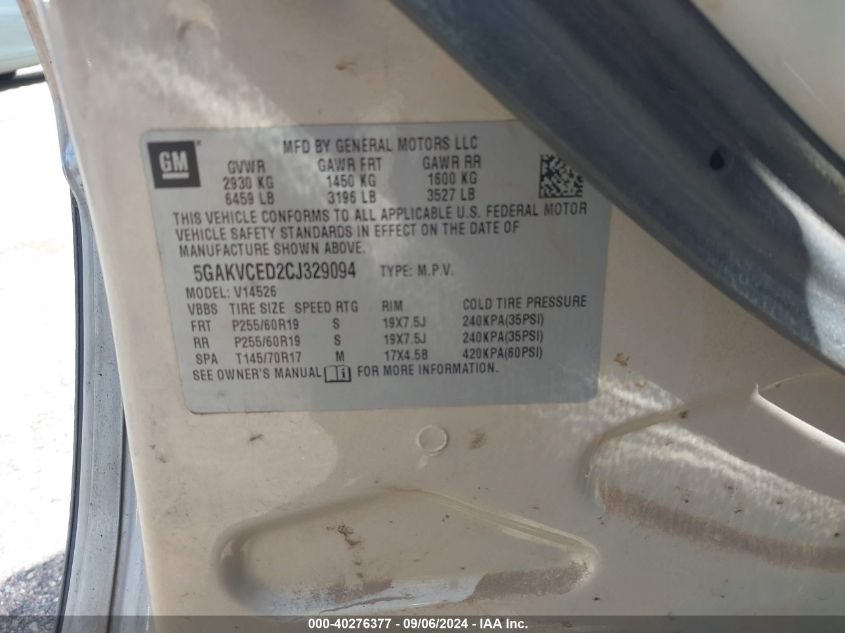 GM
MFD BY GENERAL MOTORS LLC
GVWR GAWR FRT GAWR RR
2930 KG 1450 KG 1600 KG
6459 LB 3196 LB 3527 LB
THIS VEHICLE CONFORMS TO ALL APPLICABLE U.S. FEDERAL MOTOR
VEHICLE SAFETY STANDARDS IN EFFECT ON THE DATE OF
MANUFACTURE SHOWN ABOVE.
5GAKVCED2CJ329094 TYPE: M.P.V.
MODEL: V14526
VBBS TIRE SIZE SPEED RTG RIM COLD TIRE PRESSURE
FRT P255/60R19 S 19X7.5J 240KPA(35PSI)
RR P255/60R19 S 19X7.5J 240KPA(35PSI)
SPA T145/70R17 M 17X4.5B 420KPA(60PSI)
SEE OWNER'S MANUAL i FOR MORE INFORMATION.
000-40276377 - 09/06/2024 - IAA Inc.